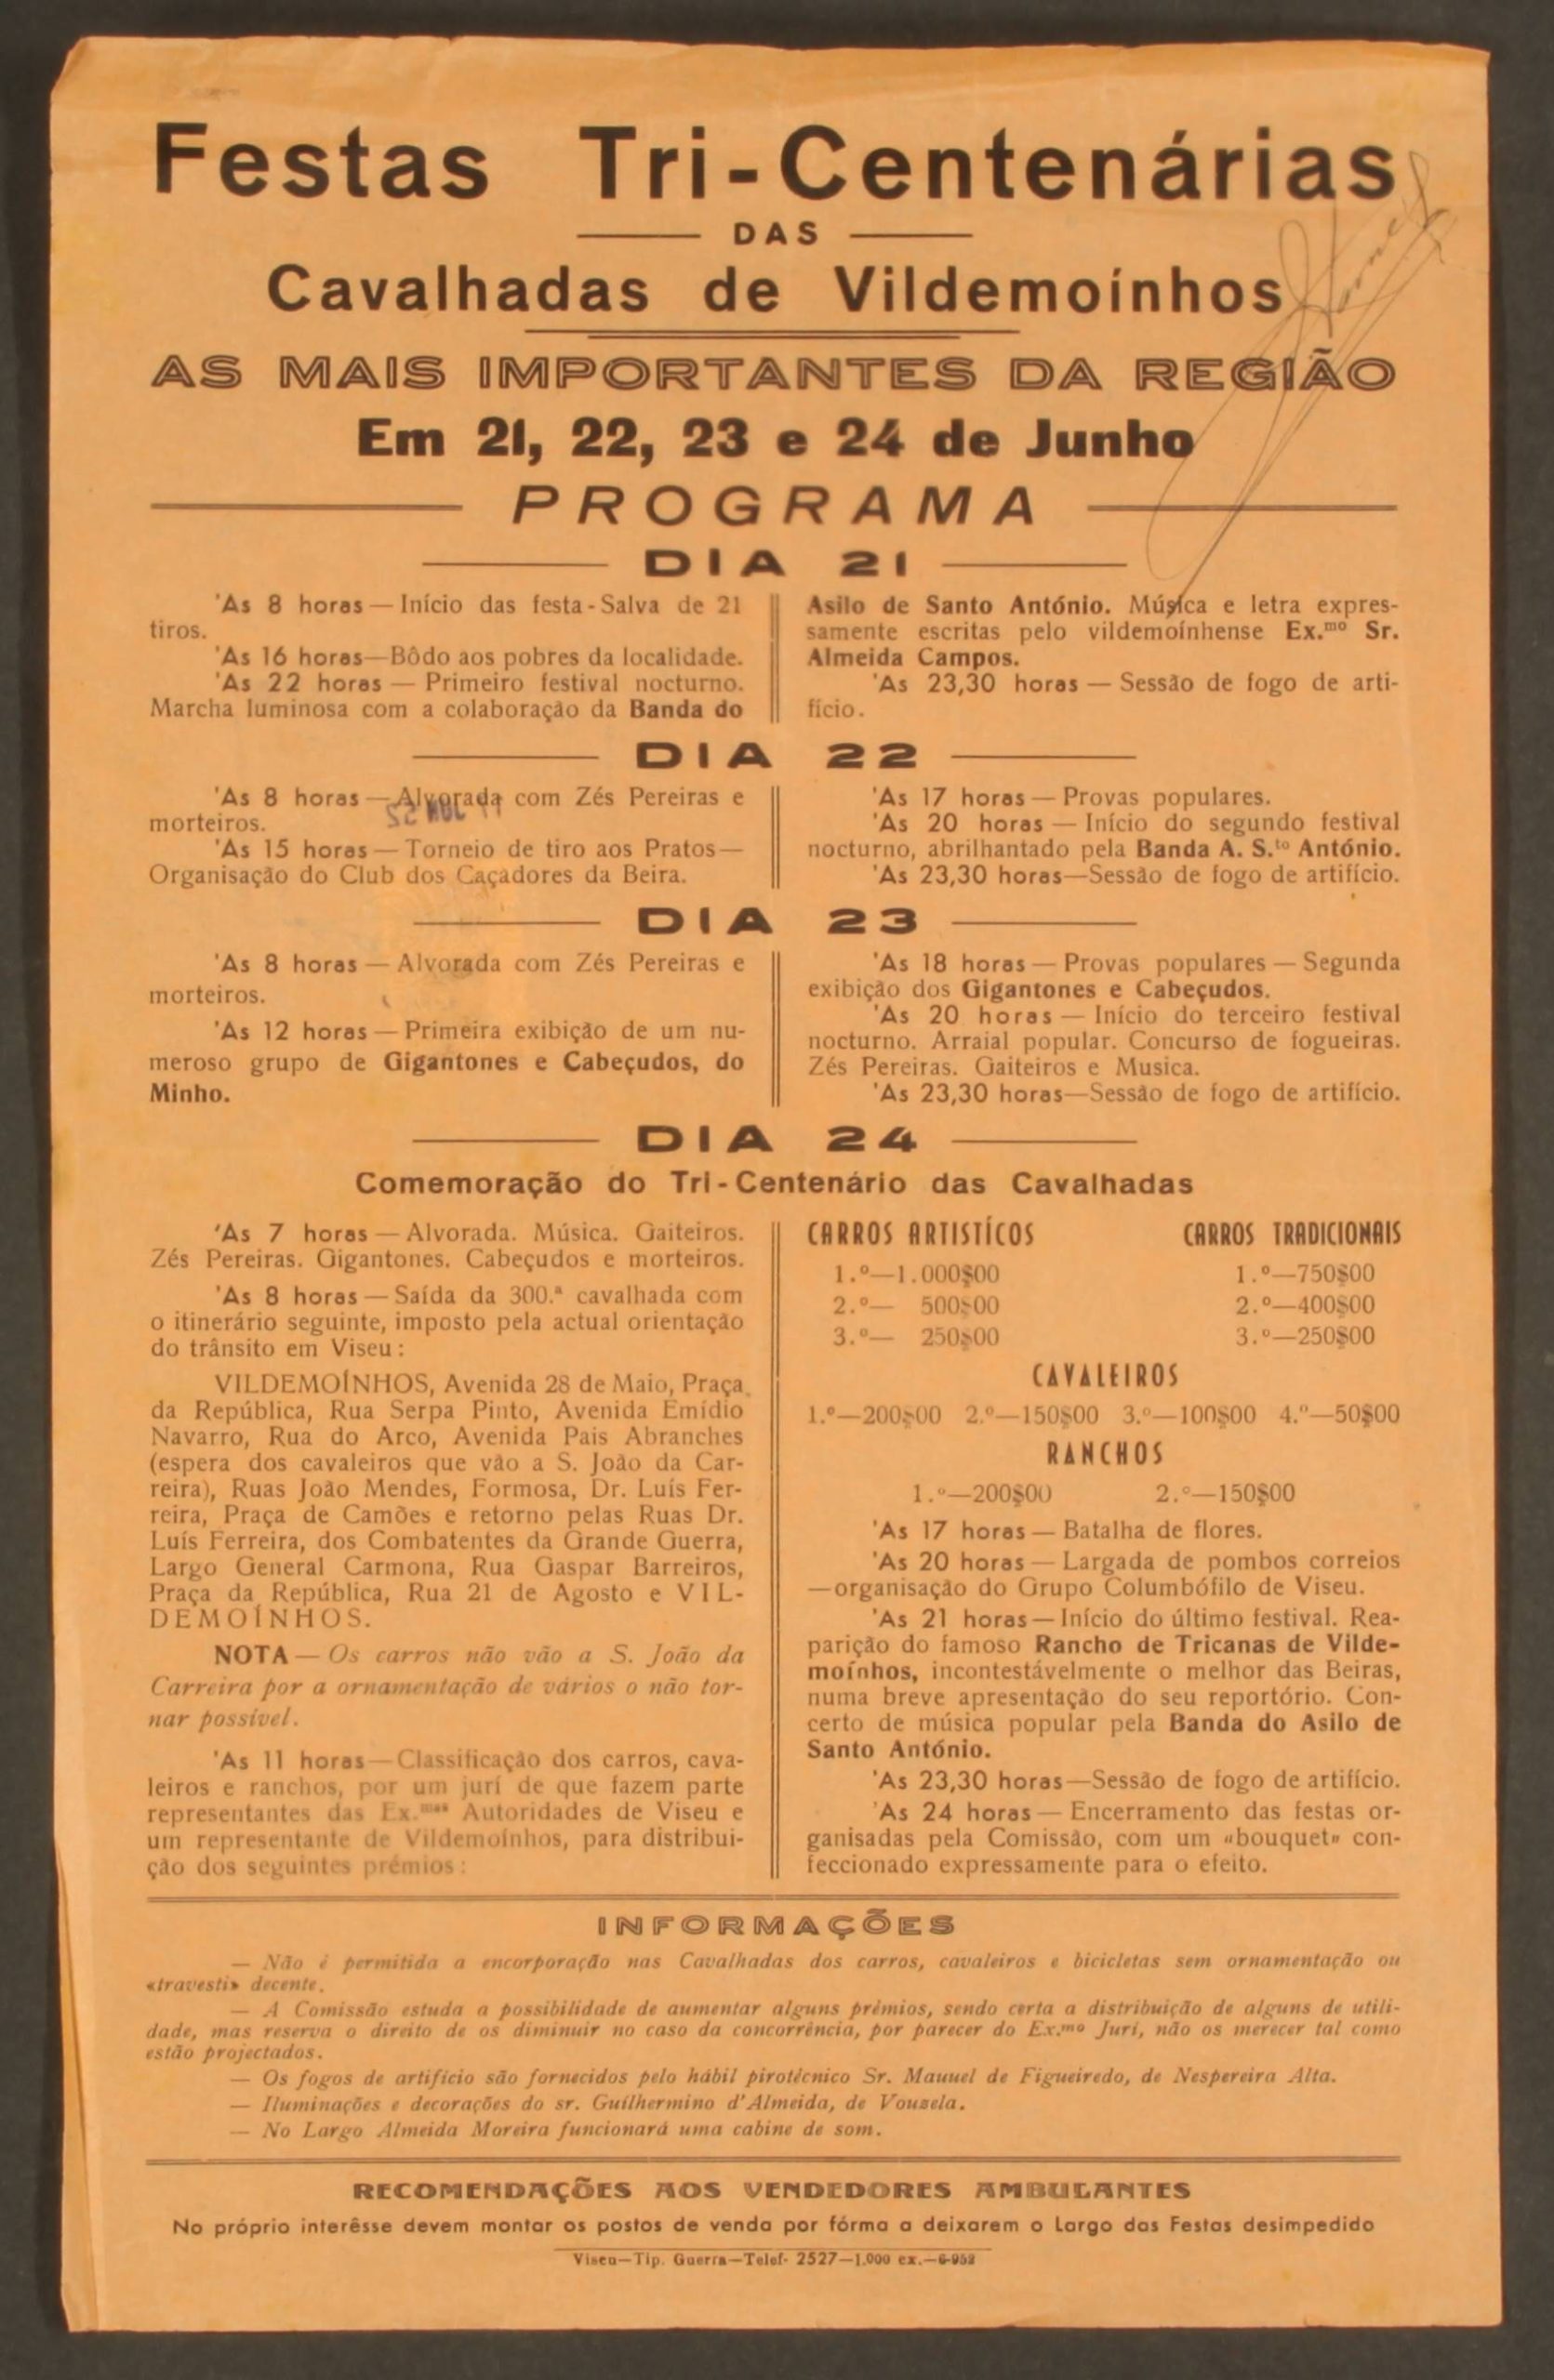 Festas Tri-Centenárias
DAS
Cavalhadas de Vildemoínhos
AS MAIS IMPORTANTES DA REGIÃO
Em 21, 22, 23 e 24 de Junho
PROGRAMA
DIA 21
'As 8 horas — Início das festa - Salva de 21
tiros.
'As 16 horas—Bôdo aos pobres da localidade.
'As 22 horas — Primeiro festival nocturno.
Marcha luminosa com a colaboração da Banda do
Asilo de Santo António. Música e letra expres-
samente escritas pelo vildemoínhense Ex.mo Sr.
Almeida Campos.
'As 23,30 horas — Sessão de fogo de arti-
fício.
DIA 22
'As 8 horas — Alvorada com Zés Pereiras e
morteiros.
'As 15 horas — Torneio de tiro aos Pratos—
Organisação do Club dos Caçadores da Beira.
'As 17 horas — Provas populares.
'As 20 horas — Início do segundo festival
nocturno, abrilhantado pela Banda A. S.to António.
'As 23,30 horas—Sessão de fogo de artifício.
DIA 23
'As 8 horas — Alvorada com Zés Pereiras e
morteiros.
'As 12 horas — Primeira exibição de um nu-
meroso grupo de Gigantones e Cabeçudos, do
Minho.
'As 18 horas — Provas populares — Segunda
exibição dos Gigantones e Cabeçudos.
'As 20 horas — Início do terceiro festival
nocturno. Arraial popular. Concurso de fogueiras.
Zés Pereiras. Gaiteiros e Musica.
'As 23,30 horas—Sessão de fogo de artifício.
DIA 24
Comemoração do Tri-Centenário das Cavalhadas
'As 7 horas — Alvorada. Música. Gaiteiros.
Zés Pereiras. Gigantones. Cabeçudos e morteiros.
'As 8 horas — Saída da 300.ª cavalhada com
o itinerário seguinte, imposto pela actual orientação
do trânsito em Viseu :
VILDEMOÍNHOS, Avenida 28 de Maio, Praça
da República, Rua Serpa Pinto, Avenida Emídio
Navarro, Rua do Arco, Avenida Pais Abranches
(espera dos cavaleiros que vão a S. João da Car-
reira), Ruas João Mendes, Formosa, Dr. Luís Fer-
reira, Praça de Camões e retorno pelas Ruas Dr.
Luís Ferreira, dos Combatentes da Grande Guerra,
Largo General Carmona, Rua Gaspar Barreiros,
Praça da República, Rua 21 de Agosto e VIL-
DEMOÍNHOS.
NOTA — Os carros não vão a S. João da
Carreira por a ornamentação de vários o não tor-
nar possível.
'As 11 horas—Classificação dos carros, cava-
leiros e ranchos, por um jurí de que fazem parte
representantes das Ex.mas Autoridades de Viseu e
um representante de Vildemoínhos, para distribui-
ção dos seguintes prémios :
CARROS ARTISTÍCOS CARROS TRADICIONAIS
1.º—1.000$00 1.º—750$00
2.º— 500$00 2.º—400$00
3.º— 250$00 3.º—250$00
CAVALEIROS
1.º—200$00 2.º—150$00 3.º—100$00 4.º—50$00
RANCHOS
1.º—200$00 2.º—150$00
'As 17 horas — Batalha de flores.
'As 20 horas — Largada de pombos correios
—organisação do Grupo Columbófilo de Viseu.
'As 21 horas — Início do último festival. Rea-
parição do famoso Rancho de Tricanas de Vilde-
moínhos, incontestávelmente o melhor das Beiras,
numa breve apresentação do seu reportório. Con-
certo de música popular pela Banda do Asilo de
Santo António.
'As 23,30 horas—Sessão de fogo de artifício.
'As 24 horas — Encerramento das festas or-
ganisadas pela Comissão, com um «bouquet» con-
feccionado expressamente para o efeito.
INFORMAÇÕES
— Não é permitida a encorporação nas Cavalhadas dos carros, cavaleiros e bicicletas sem ornamentação ou
«travesti» decente.
— A Comissão estuda a possibilidade de aumentar alguns prémios, sendo certa a distribuição de alguns de utili-
dade, mas reserva o direito de os diminuir no caso da concorrência, por parecer do Ex.mo Jurí, não os merecer tal como
estão projectados.
— Os fogos de artifício são fornecidos pelo hábil pirotécnico Sr. Mauuel de Figueiredo, de Nespereira Alta.
— Iluminações e decorações do sr. Guilhermino d'Almeida, de Vouzela.
— No Largo Almeida Moreira funcionará uma cabine de som.
RECOMENDAÇÕES AOS VENDEDORES AMBULANTES
No próprio interêsse devem montar os postos de venda por fórma a deixarem o Largo das Festas desimpedido
Viseu—Tip. Guerra—Telef- 2527—1.000 ex.—6-952